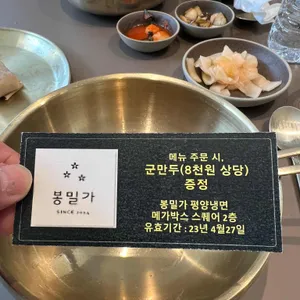 봉밀가
SINCE 2004
메뉴 주문 시,
군만두(8천원 상당)
증정
봉밀가 평양냉면
메가박스 스퀘어 2층
유효기간 : 23년 4월27일